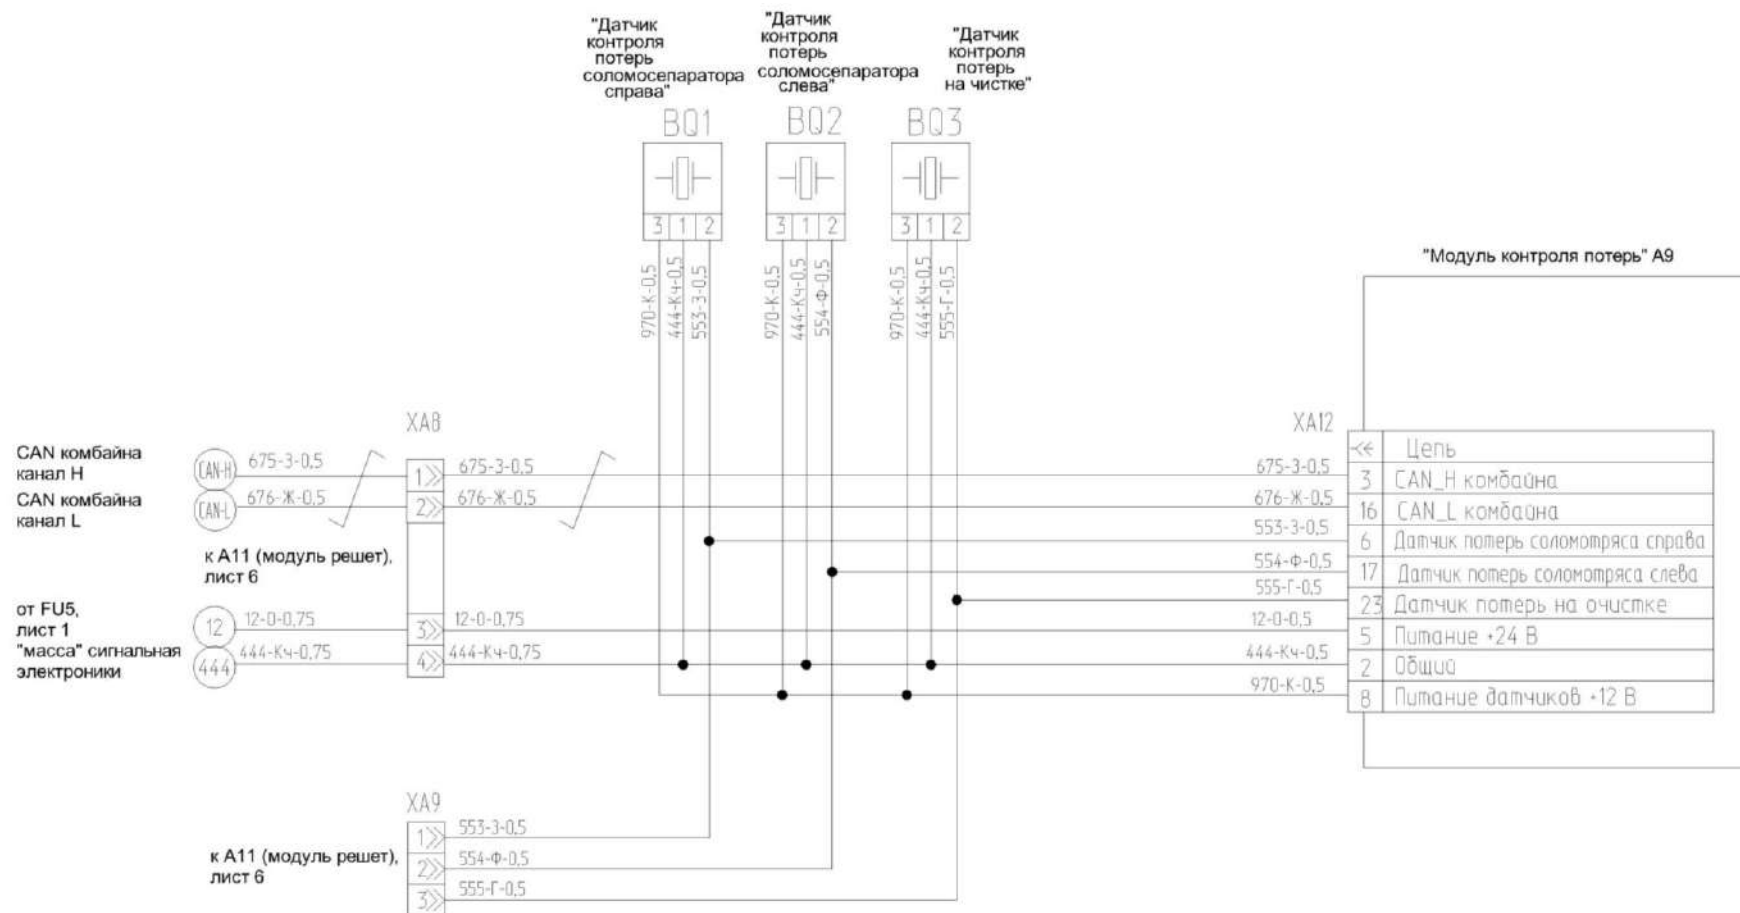 "Датчик
контроля
потерь
соломосепаратора
справа"
"Датчик
контроля
потерь
соломосепаратора
слева"
"Датчик
контроля
потерь
на чистке"
BQ1
BQ2
BQ3
3 1 2
3 1 2
3 1 2
970-К-0,5
444-Кч-0,5
553-З-0,5
970-К-0,5
444-Кч-0,5
554-Ф-0,5
970-К-0,5
444-Кч-0,5
555-Г-0,5
"Модуль контроля потерь" А9
XA8
CAN комбайна
канал H
CAN комбайна
канал L
CAN-H
CAN-L
675-З-0,5
676-Ж-0,5
1
2
675-З-0,5
676-Ж-0,5
к А11 (модуль решет),
лист 6
от FU5,
лист 1
"масса" сигнальная
электроники
12
444
12-0-0,75
444-Кч-0,75
3
4
12-0-0,75
444-Кч-0,75
XA12
675-З-0,5
676-Ж-0,5
553-З-0,5
554-Ф-0,5
555-Г-0,5
12-0-0,5
444-Кч-0,5
970-К-0,5
Цепь
3 CAN_H комбайна
16 CAN_L комбайна
6 Датчик потерь соломотряса справа
17 Датчик потерь соломотряса слева
23 Датчик потерь на очистке
5 Питание +24 В
2 Общий
8 Питание датчиков +12 В
XA9
к А11 (модуль решет),
лист 6
1 553-З-0,5
2 554-Ф-0,5
3 555-Г-0,5